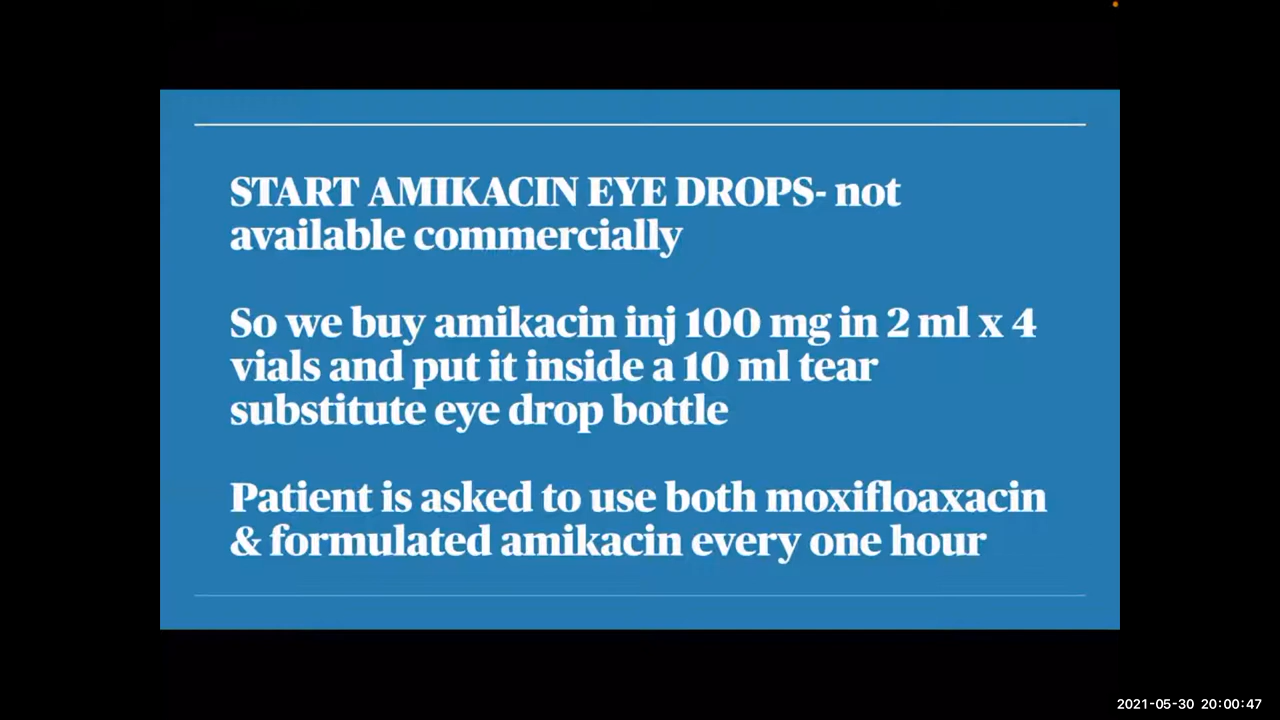 START AMIKACIN EYE DROPS- not
available commercially
So we buy amikacin inj 100 mg in 2 ml x 4
vials and put it inside a 10 ml tear
substitute eye drop bottle
Patient is asked to use both moxifloaxacin
& formulated amikacin every one hour
2021-05-30 20:00:47